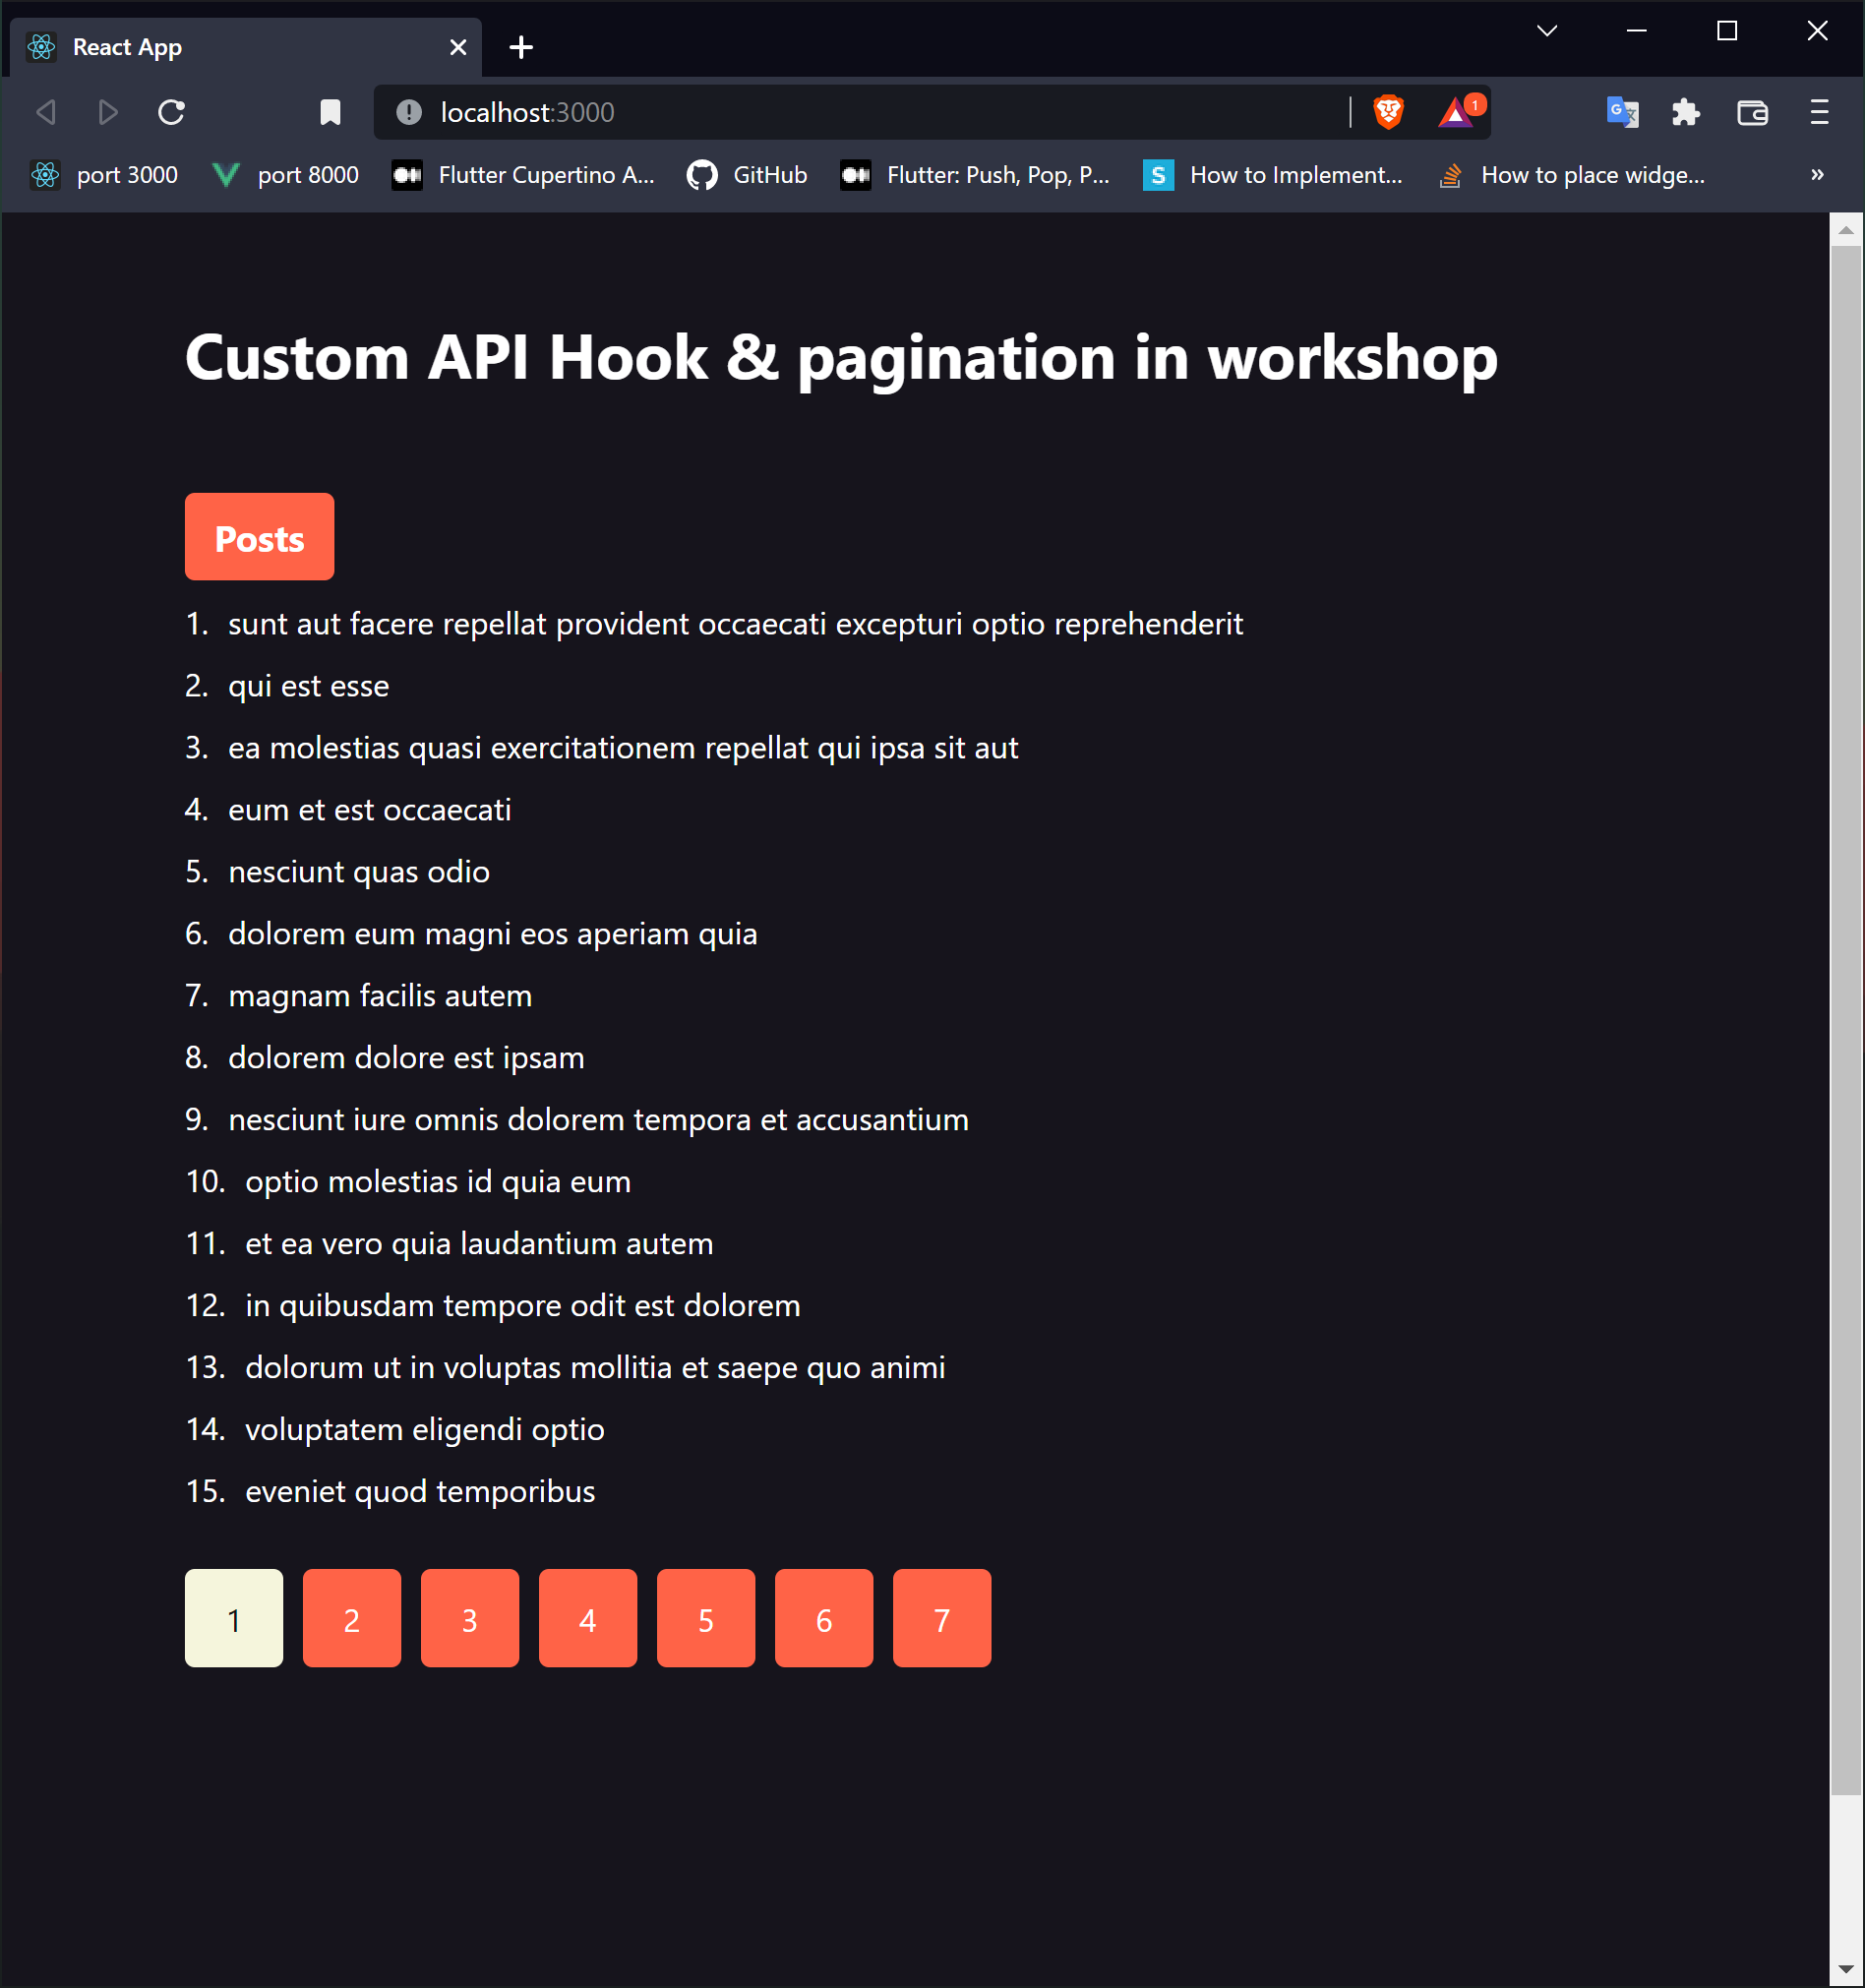 React App
localhost:3000
1
port 3000 port 8000 Flutter Cupertino A... GitHub Flutter: Push, Pop, P... S How to Implement... How to place widge... »
Custom API Hook & pagination in workshop
Posts
1. sunt aut facere repellat provident occaecati excepturi optio reprehenderit
2. qui est esse
3. ea molestias quasi exercitationem repellat qui ipsa sit aut
4. eum et est occaecati
5. nesciunt quas odio
6. dolorem eum magni eos aperiam quia
7. magnam facilis autem
8. dolorem dolore est ipsam
9. nesciunt iure omnis dolorem tempora et accusantium
10. optio molestias id quia eum
11. et ea vero quia laudantium autem
12. in quibusdam tempore odit est dolorem
13. dolorum ut in voluptas mollitia et saepe quo animi
14. voluptatem eligendi optio
15. eveniet quod temporibus
1 2 3 4 5 6 7